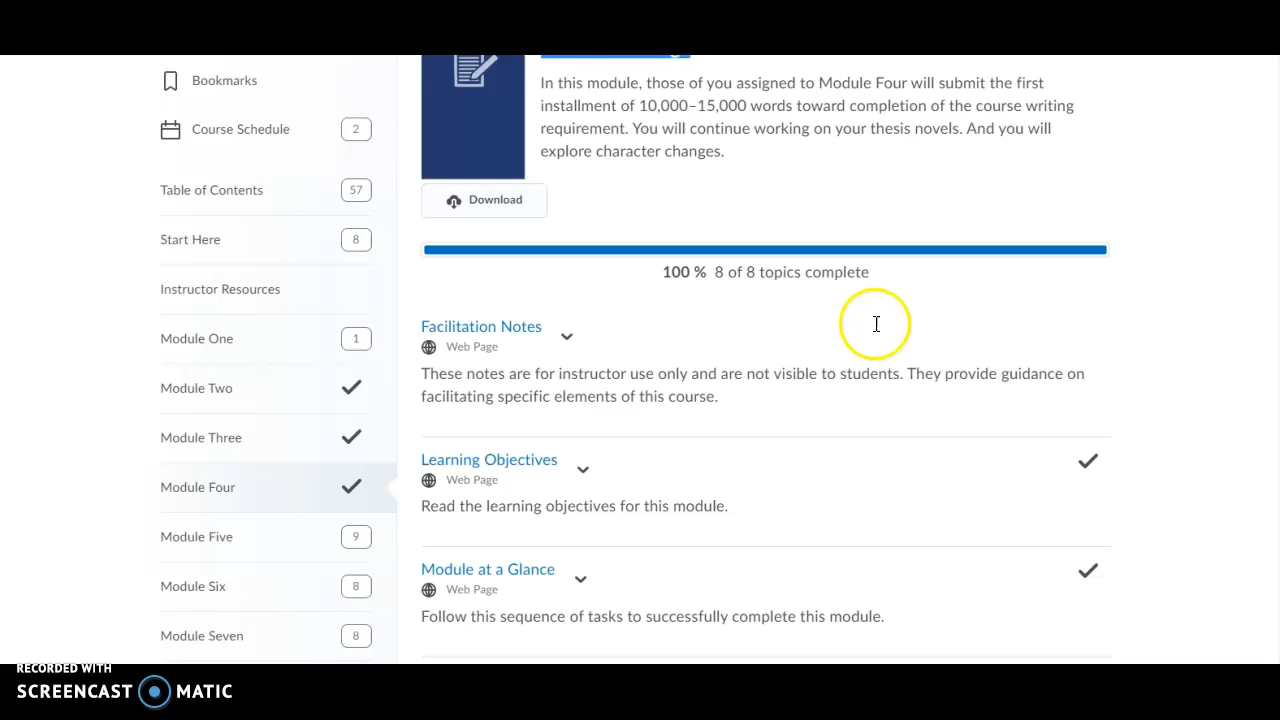 Bookmarks
Course Schedule 2
Table of Contents 57
Start Here 8
Instructor Resources
Module One 1
Module Two
Module Three
Module Four
Module Five 9
Module Six 8
Module Seven 8
In this module, those of you assigned to Module Four will submit the first
installment of 10,000–15,000 words toward completion of the course writing
requirement. You will continue working on your thesis novels. And you will
explore character changes.
Download
100 % 8 of 8 topics complete
Facilitation Notes
Web Page
These notes are for instructor use only and are not visible to students. They provide guidance on
facilitating specific elements of this course.
Learning Objectives
Web Page
Read the learning objectives for this module.
Module at a Glance
Web Page
Follow this sequence of tasks to successfully complete this module.
RECORDED WITH
SCREENCAST MATIC